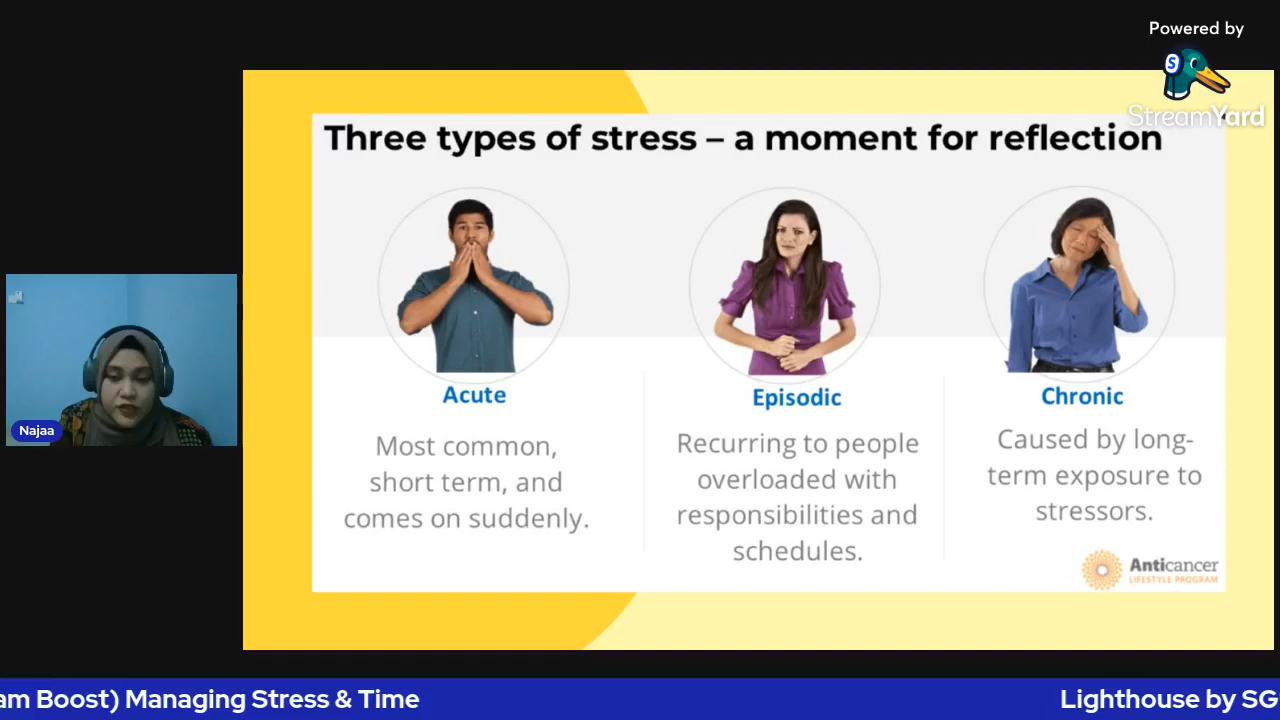 Powered by
S
StreamYard
Three types of stress – a moment for reflection
Acute
Most common,
short term, and
comes on suddenly.
Episodic
Recurring to people
overloaded with
responsibilities and
schedules.
Chronic
Caused by long-
term exposure to
stressors.
Anticancer
LIFESTYLE PROGRAM
Najaa
am Boost) Managing Stress & Time
Lighthouse by SG